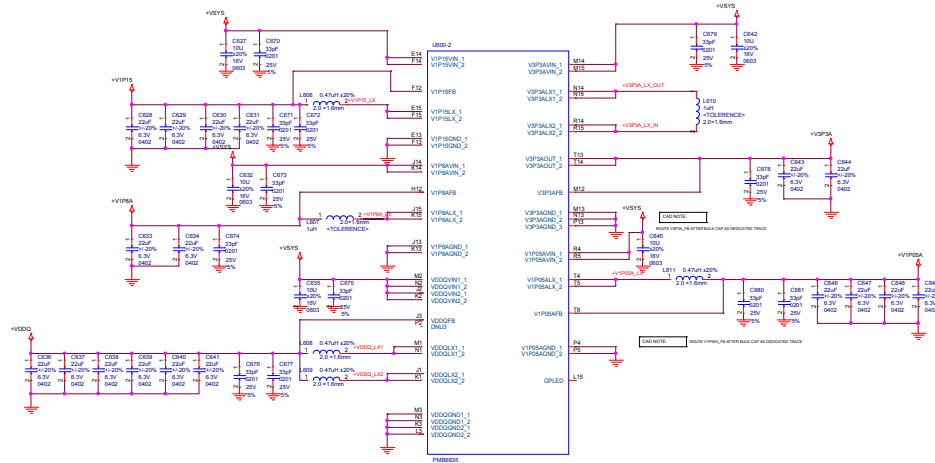 +VSYS
C627
10U
±20%
16V
0603
C670
33pF
0201
25V
5%
+V1P15
C628
22uF
+/-20%
6.3V
0402
C629
22uF
+/-20%
6.3V
0402
C630
22uF
+/-20%
6.3V
0402
C631
22uF
+/-20%
6.3V
0402
C671
33pF
0201
25V
5%
C672
33pF
0201
25V
5%
L606
0.47uH ±20%
2.0 ×1.6mm
+V1P15_LX
+VSYS
C632
10U
±20%
16V
0603
C673
33pF
0201
25V
5%
+V1P8A
C633
22uF
+/-20%
6.3V
0402
C634
22uF
+/-20%
6.3V
0402
C674
33pF
0201
25V
5%
L607
1uH
2.0×1.6mm
<TOLERENCE>
+VSYS
C635
10U
±20%
16V
0603
C675
33pF
0201
25V
5%
+VDDQ
C636
22uF
+/-20%
6.3V
0402
C637
22uF
+/-20%
6.3V
0402
C638
22uF
+/-20%
6.3V
0402
C639
22uF
+/-20%
6.3V
0402
C640
22uF
+/-20%
6.3V
0402
C641
22uF
+/-20%
6.3V
0402
C676
33pF
0201
25V
5%
C677
33pF
0201
25V
5%
L608
0.47uH ±20%
2.0 ×1.6mm
+VDDQ_LX1
L609
0.47uH ±20%
2.0 ×1.6mm
+VDDQ_LX2
U600-2
E14 V1P15VIN_1
F14 V1P15VIN_2
F12 V1P15FB
E15 V1P15LX_1
F15 V1P15LX_2
E13 V1P15GND_1
F13 V1P15GND_2
J14 V1P8AVIN_1
K14 V1P8AVIN_2
H12 V1P8AFB
J15 V1P8ALX_1
K15 V1P8ALX_2
J13 V1P8AGND_1
K13 V1P8AGND_2
M2 VDDQVIN1_1
N2 VDDQVIN1_2
J2 VDDQVIN2_1
K2 VDDQVIN2_2
J3 VDDQFB
P2 DNU3
M1 VDDQLX1_1
N1 VDDQLX1_2
J1 VDDQLX2_1
K1 VDDQLX2_2
M3 VDDQGND1_1
N3 VDDQGND1_2
K3 VDDQGND2_1
L3 VDDQGND2_2
V3P3AVIN_1 M14
V3P3AVIN_2 M15
V3P3ALX1_1 N14
V3P3ALX1_2 N15
V3P3ALX2_1 R14
V3P3ALX2_2 R15
V3P3AOUT_1 T13
V3P3AOUT_2 T14
V3P3AFB M12
V3P3AGND_1 M13
V3P3AGND_2 N13
V3P3AGND_3 P13
V1P05AVIN_1 R4
V1P05AVIN_2 R5
V1P05ALX_1 T4
V1P05ALX_2 T5
V1P05AFB T6
V1P05AGND_1 P4
V1P05AGND_2 P5
GPLED L15
PMB6835
+VSYS
C679
33pF
0201
25V
5%
C642
10U
±20%
16V
0603
+V3P3A_LX_OUT
L610
1uH
<TOLERENCE>
2.0×1.6mm
+V3P3A_LX_IN
+V3P3A
C678
33pF
0201
25V
5%
C643
22uF
+/-20%
6.3V
0402
C644
22uF
+/-20%
6.3V
0402
CAD NOTE:
ROUTE V3P3A_FB AFTER BULK CAP AS DEDICATED TRACE
+VSYS
C645
10U
±20%
16V
0603
L611
0.47uH ±20%
2.0 ×1.6mm
+V1P05A
C680
33pF
0201
25V
5%
C681
33pF
0201
25V
5%
C646
22uF
+/-20%
6.3V
0402
C647
22uF
+/-20%
6.3V
0402
C648
22uF
+/-20%
6.3V
0402
22uF
+/-20%
6.3V
0402
CAD NOTE:
ROUTE V1P05A_FB AFTER BULK CAP AS DEDICATED TRACE